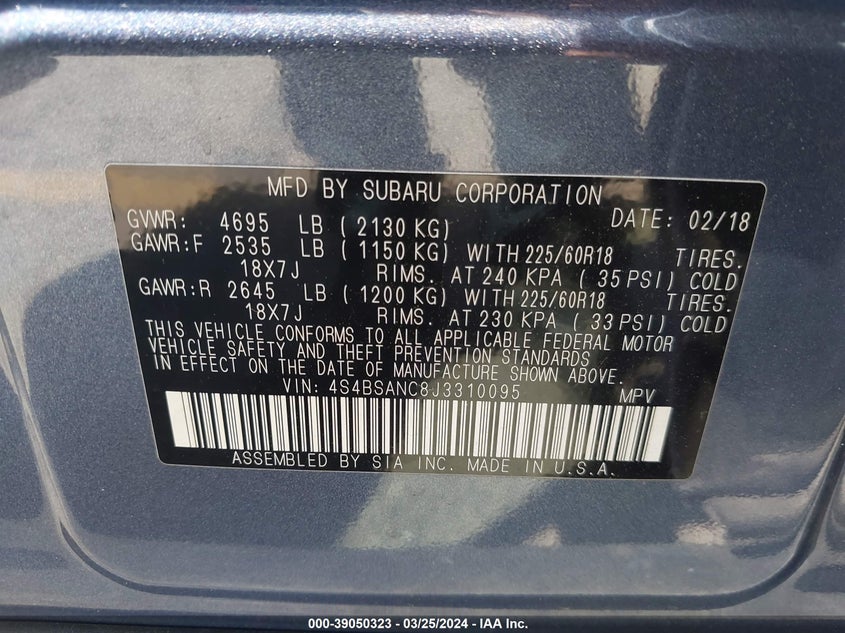 MFD BY SUBARU CORPORATION
GVWR: 4695 LB ( 2130 KG) DATE: 02/18
GAWR:F 2535 LB ( 1150 KG) WITH 225/60R18 TIRES.
18X7J RIMS. AT 240 KPA ( 35 PSI) COLD
GAWR:R 2645 LB ( 1200 KG) WITH 225/60R18 TIRES.
18X7J RIMS. AT 230 KPA ( 33 PSI) COLD
THIS VEHICLE CONFORMS TO ALL APPLICABLE FEDERAL MOTOR
VEHICLE SAFETY AND THEFT PREVENTION STANDARDS
IN EFFECT ON THE DATE OF MANUFACTURE SHOWN ABOVE.
VIN: 4S4BSANC8J3310095 MPV
ASSEMBLED BY SIA INC. MADE IN U.S.A.
000-39050323 - 03/25/2024 - IAA Inc.